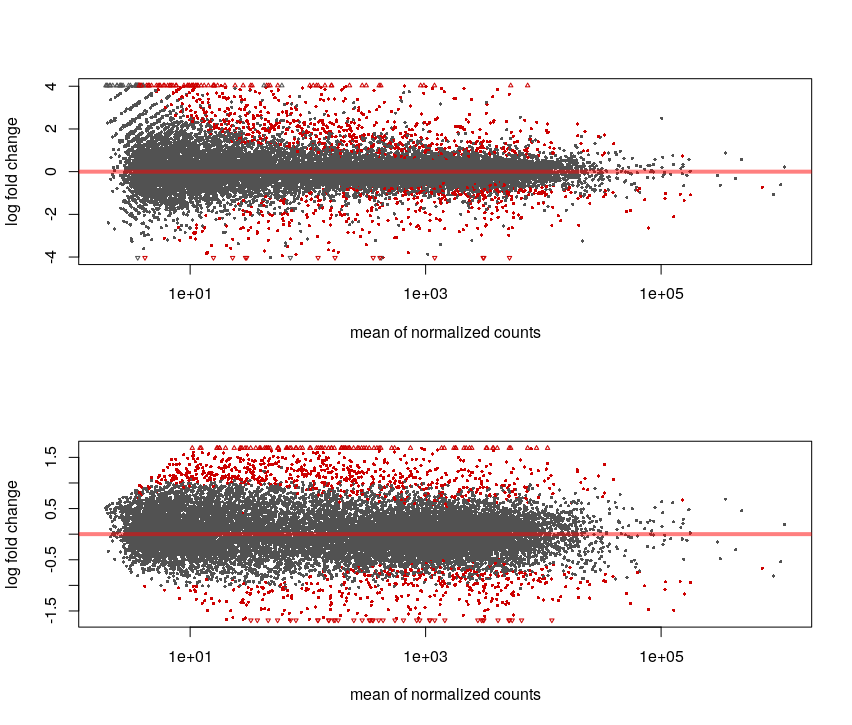 4
2
0
-2
-4
log fold change
1e+01 1e+03 1e+05
mean of normalized counts
1.5
0.5
-0.5
-1.5
log fold change
1e+01 1e+03 1e+05
mean of normalized counts